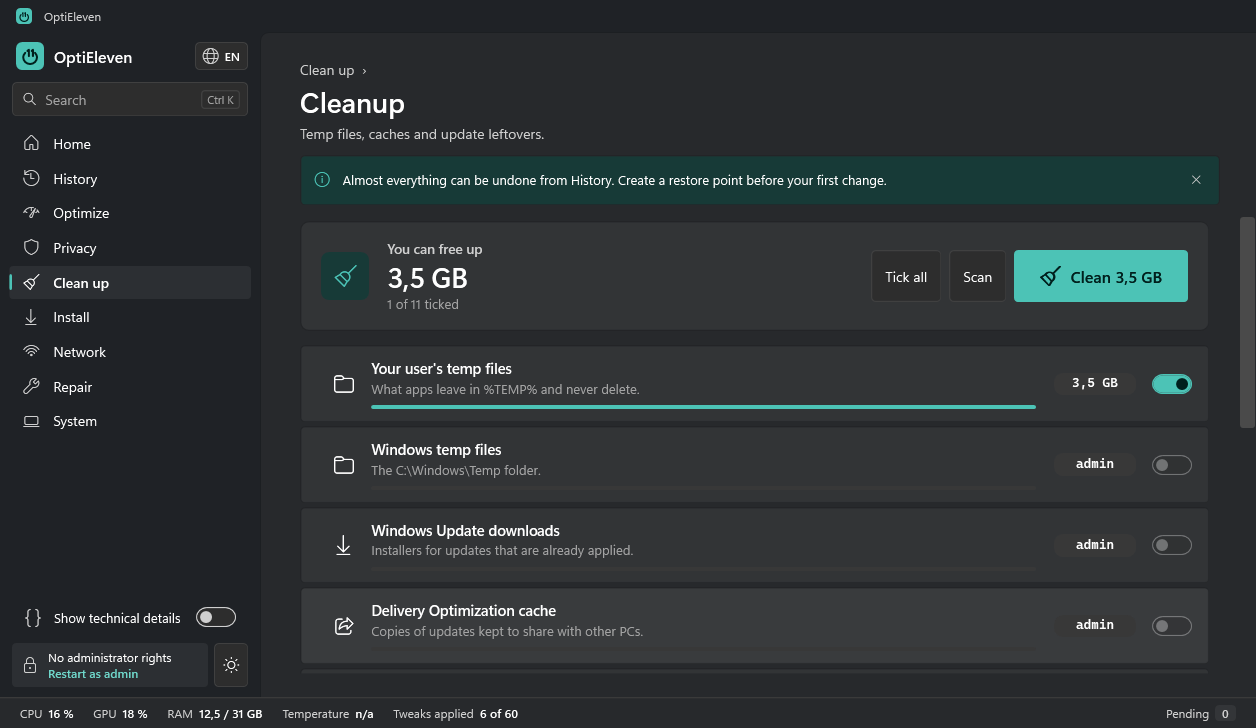 OptiEleven
OptiEleven
EN
Search
Ctrl K
Home
History
Optimize
Privacy
Clean up
Install
Network
Repair
System
Show technical details
No administrator rights
Restart as admin
Clean up ›
Cleanup
Temp files, caches and update leftovers.
Almost everything can be undone from History. Create a restore point before your first change.
You can free up
3,5 GB
1 of 11 ticked
Tick all
Scan
Clean 3,5 GB
Your user's temp files
What apps leave in %TEMP% and never delete.
3,5 GB
Windows temp files
The C:\Windows\Temp folder.
admin
Windows Update downloads
Installers for updates that are already applied.
admin
Delivery Optimization cache
Copies of updates kept to share with other PCs.
admin
CPU 16 % GPU 18 % RAM 12,5 / 31 GB Temperature n/a Tweaks applied 6 of 60 Pending 0